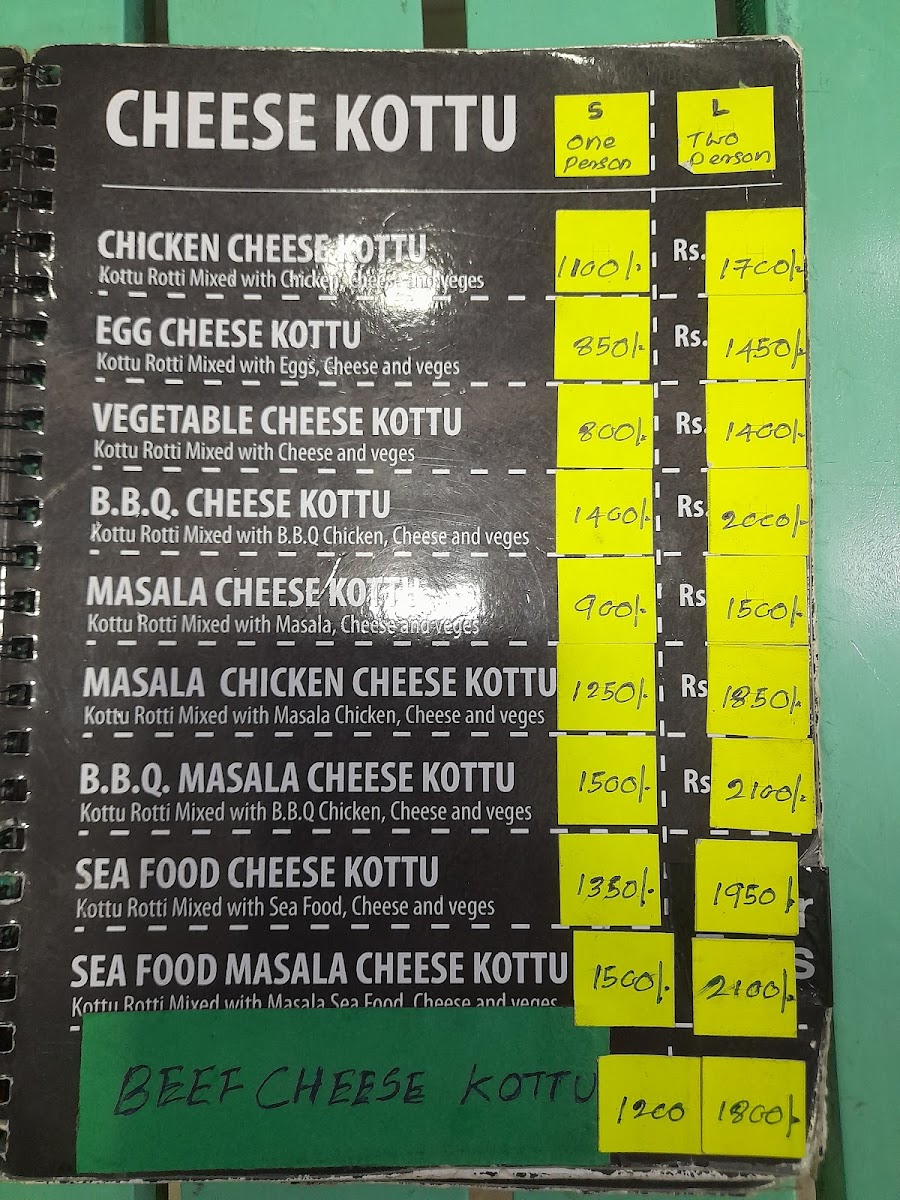 CHEESE KOTTU
S
one
person
L
Two
person
CHICKEN CHEESE KOTTU 1100/- Rs. 1700/-
Kottu Rotti Mixed with Chicken, cheese and veges
EGG CHEESE KOTTU 850/- Rs. 1450/-
Kottu Rotti Mixed with Eggs, Cheese and veges
VEGETABLE CHEESE KOTTU 800/- Rs. 1400/-
Kottu Rotti Mixed with Cheese and veges
B.B.Q. CHEESE KOTTU 1400/- Rs. 2000/-
Kottu Rotti Mixed with B.B.Q Chicken, Cheese and veges
MASALA CHEESE KOTTU 900/- Rs 1500/-
Kottu Rotti Mixed with Masala, Cheese and veges
MASALA CHICKEN CHEESE KOTTU 1250/- Rs 1850/-
Kottu Rotti Mixed with Masala Chicken, Cheese and veges
B.B.Q. MASALA CHEESE KOTTU 1500/- Rs 2100/-
Kottu Rotti Mixed with B.B.Q Chicken, Cheese and veges
SEA FOOD CHEESE KOTTU 1350/- 1950/-
Kottu Rotti Mixed with Sea Food, Cheese and veges
SEA FOOD MASALA CHEESE KOTTU 1500/- 2100/-
Kottu Rotti Mixed with Masala Sea Food, Cheese and veges
BEEF CHEESE KOTTU 1200 1800/-